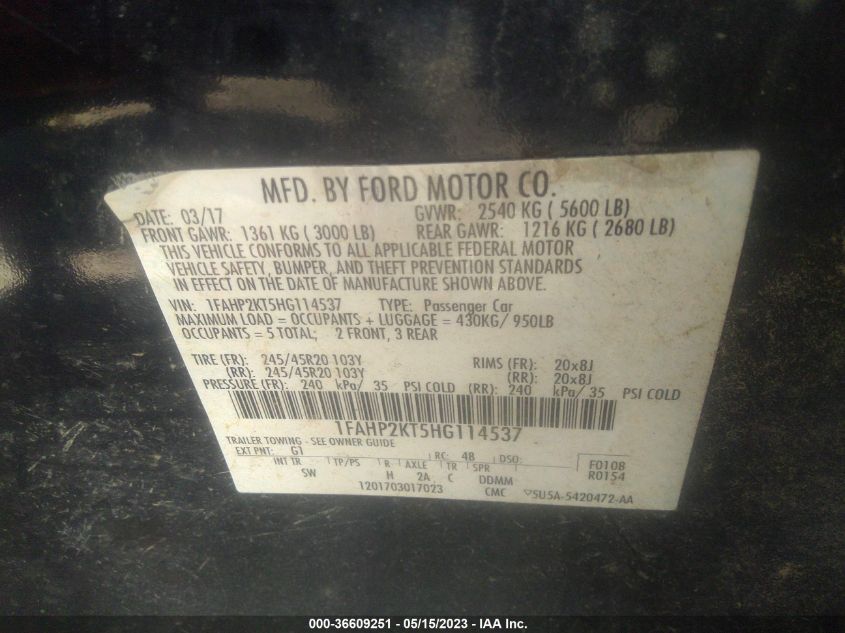 MFD. BY FORD MOTOR CO.
DATE: 03/17 GVWR: 2540 KG ( 5600 LB)
FRONT GAWR: 1361 KG ( 3000 LB) REAR GAWR: 1216 KG ( 2680 LB)
THIS VEHICLE CONFORMS TO ALL APPLICABLE FEDERAL MOTOR
VEHICLE SAFETY, BUMPER, AND THEFT PREVENTION STANDARDS
IN EFFECT ON THE DATE OF MANUFACTURE SHOWN ABOVE.
VIN: 1FAHP2KT5HG114537 TYPE: Passenger Car
MAXIMUM LOAD = OCCUPANTS + LUGGAGE = 430KG/ 950LB
OCCUPANTS = 5 TOTAL; 2 FRONT, 3 REAR
TIRE (FR): 245/45R20 103Y RIMS (FR): 20x8J
(RR): 245/45R20 103Y (RR): 20x8J
PRESSURE (FR): 240 kPa/ 35 PSI COLD (RR): 240 kPa/ 35 PSI COLD
1FAHP2KT5HG114537
TRAILER TOWING - SEE OWNER GUIDE
EXT PNT: G1 RC: 48 DSO: F0108
INT TR TP/PS R AXLE TR SPR R0154
SW H 2A C DDMM
1201703017023 CMC 5U5A-5420472-AA
000-36609251 - 05/15/2023 - IAA Inc.